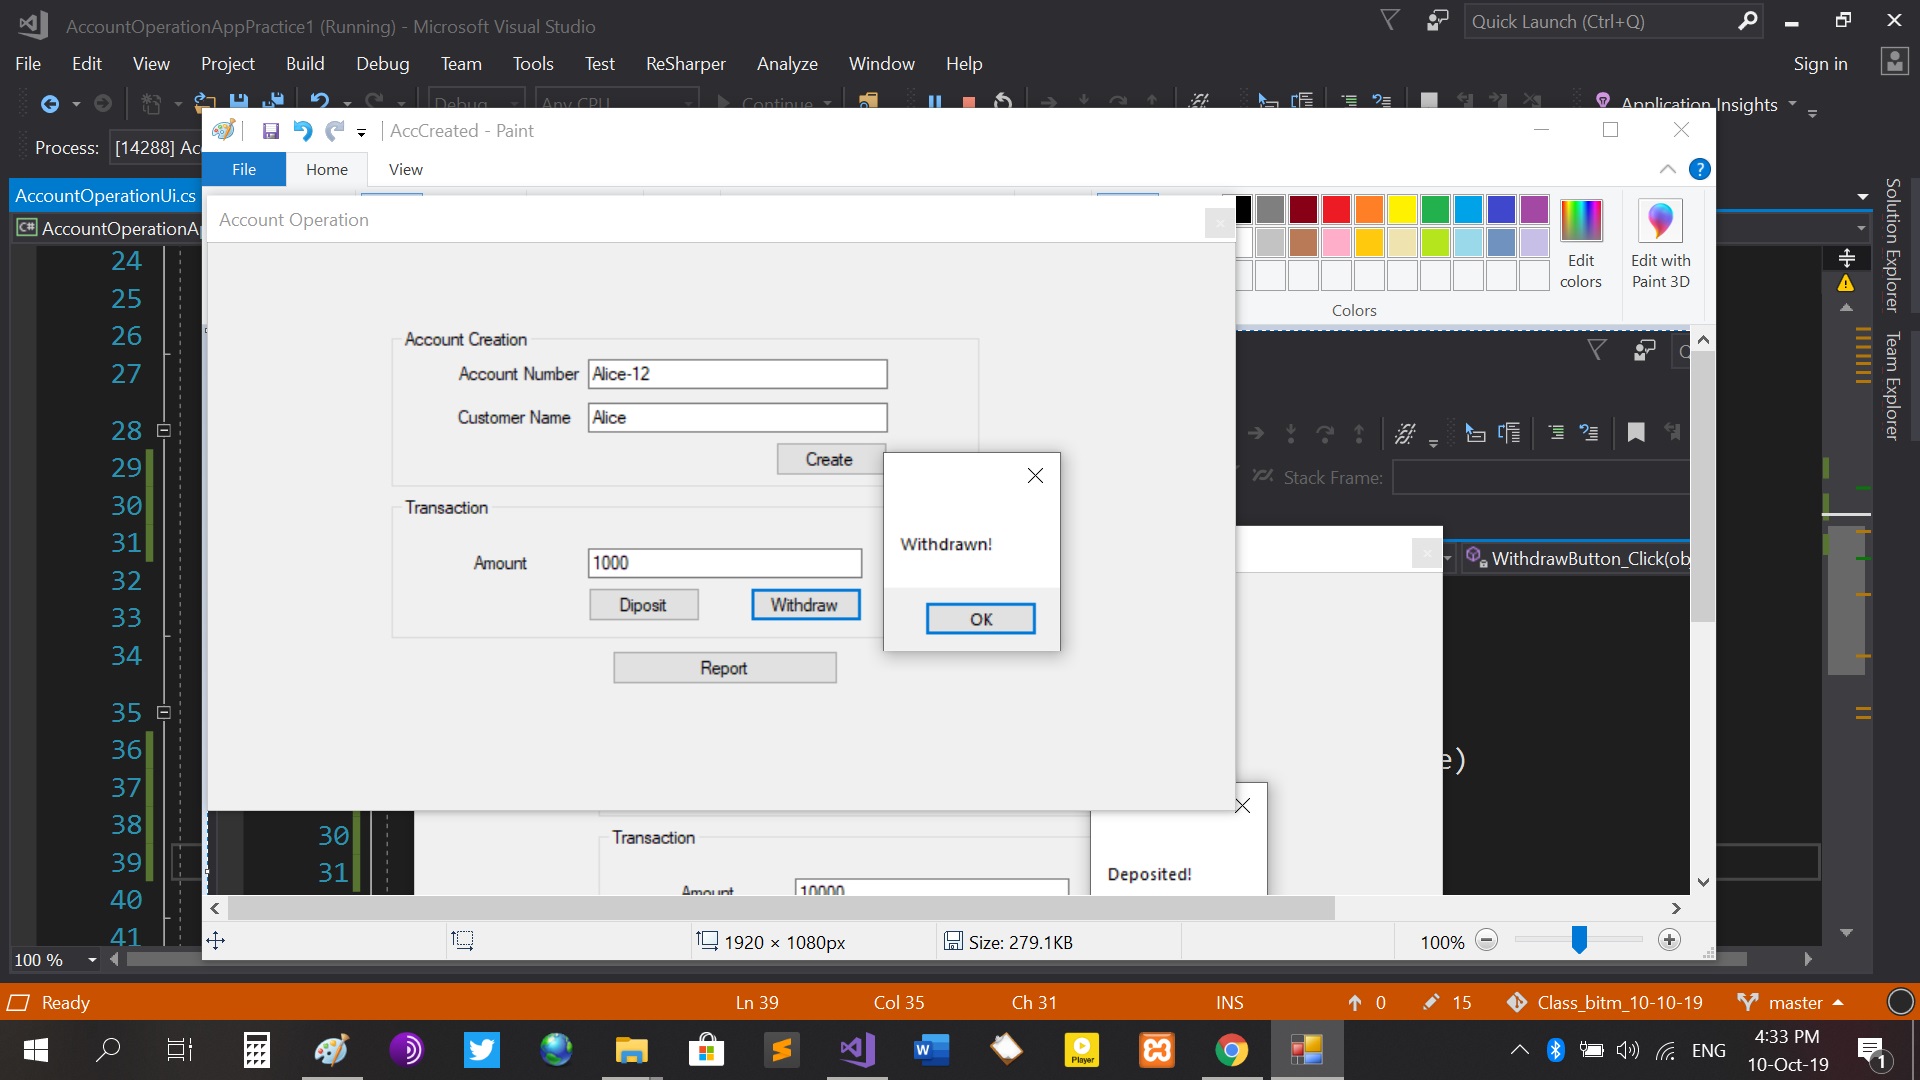 AccountOperationAppPractice1 (Running) - Microsoft Visual Studio
Quick Launch (Ctrl+Q)
File Edit View Project Build Debug Team Tools Test ReSharper Analyze Window Help
Sign in
Debug Any CPU Continue Application Insights
Process: [14288] Acc
AccCreated - Paint
File Home View
AccountOperationUi.cs
C# AccountOperationAp
Account Operation
Edit colors
Edit with Paint 3D
Colors
Solution Explorer
Team Explorer
24
25
26
27
28
29
30
31
32
33
34
35
36
37
38
39
40
41
Account Creation
Account Number Alice-12
Customer Name Alice
Create
Transaction
Amount 1000
Diposit Withdraw
Report
Withdrawn!
OK
Stack Frame:
WithdrawButton_Click(ob
e)
30
31
Transaction
Amount 10000
Deposited!
1920 × 1080px
Size: 279.1KB
100%
100 %
Ready
Ln 39 Col 35 Ch 31 INS
0 15 Class_bitm_10-10-19 master
Player
ENG
4:33 PM
10-Oct-19
1